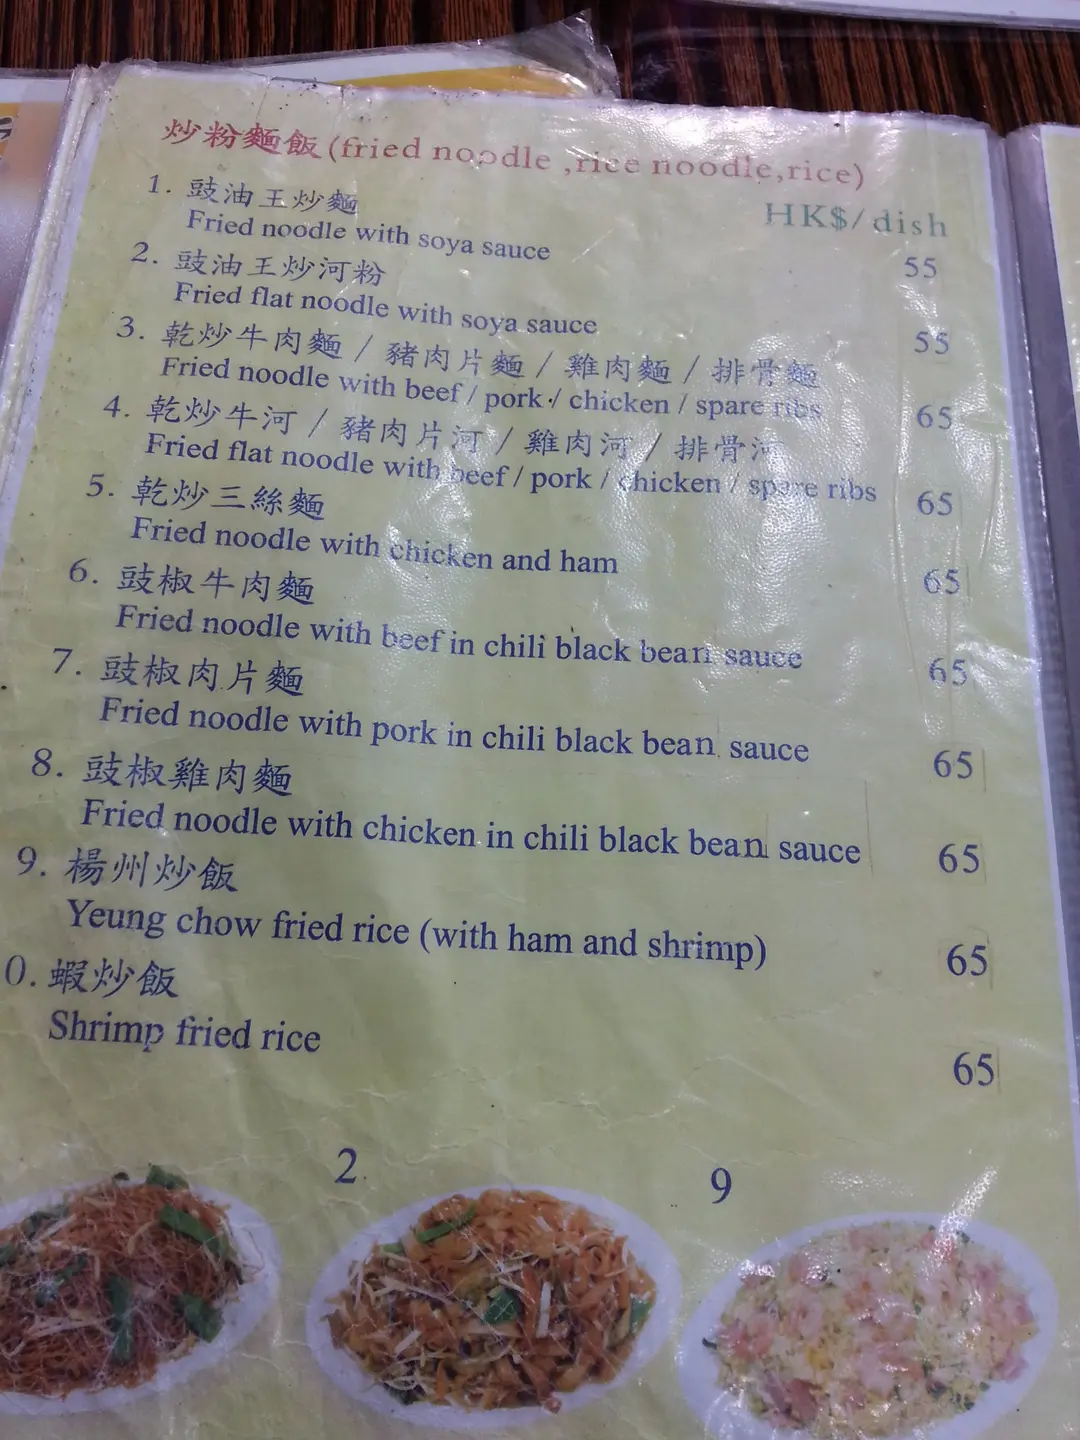 炒粉麵飯(fried noodle ,rice noodle,rice)
HK$/dish
1. 豉油王炒麵
Fried noodle with soya sauce 55
2. 豉油王炒河粉
Fried flat noodle with soya sauce 55
3. 乾炒牛肉麵 / 豬肉片麵 / 雞肉麵 / 排骨麵
Fried noodle with beef / pork / chicken / spare ribs 65
4. 乾炒牛河 / 豬肉片河 / 雞肉河 / 排骨河
Fried flat noodle with beef / pork / chicken / spare ribs 65
5. 乾炒三絲麵
Fried noodle with chicken and ham 65
6. 豉椒牛肉麵
Fried noodle with beef in chili black bean sauce 65
7. 豉椒肉片麵
Fried noodle with pork in chili black bean sauce 65
8. 豉椒雞肉麵
Fried noodle with chicken in chili black bean sauce 65
9. 楊州炒飯
Yeung chow fried rice (with ham and shrimp) 65
0. 蝦炒飯
Shrimp fried rice 65
2 9